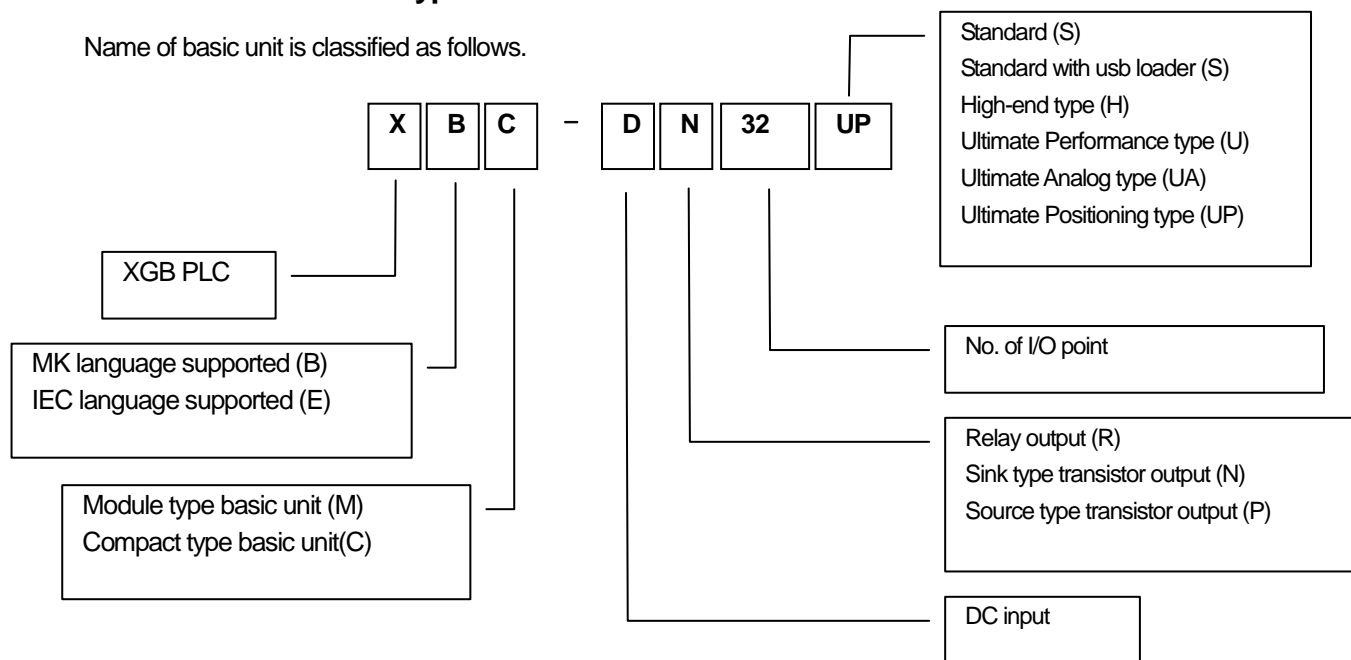 Name of basic unit is classified as follows.
X B C – D N 32 UP
Standard (S)
Standard with usb loader (S)
High-end type (H)
Ultimate Performance type (U)
Ultimate Analog type (UA)
Ultimate Positioning type (UP)
XGB PLC
MK language supported (B)
IEC language supported (E)
Module type basic unit (M)
Compact type basic unit(C)
No. of I/O point
Relay output (R)
Sink type transistor output (N)
Source type transistor output (P)
DC input